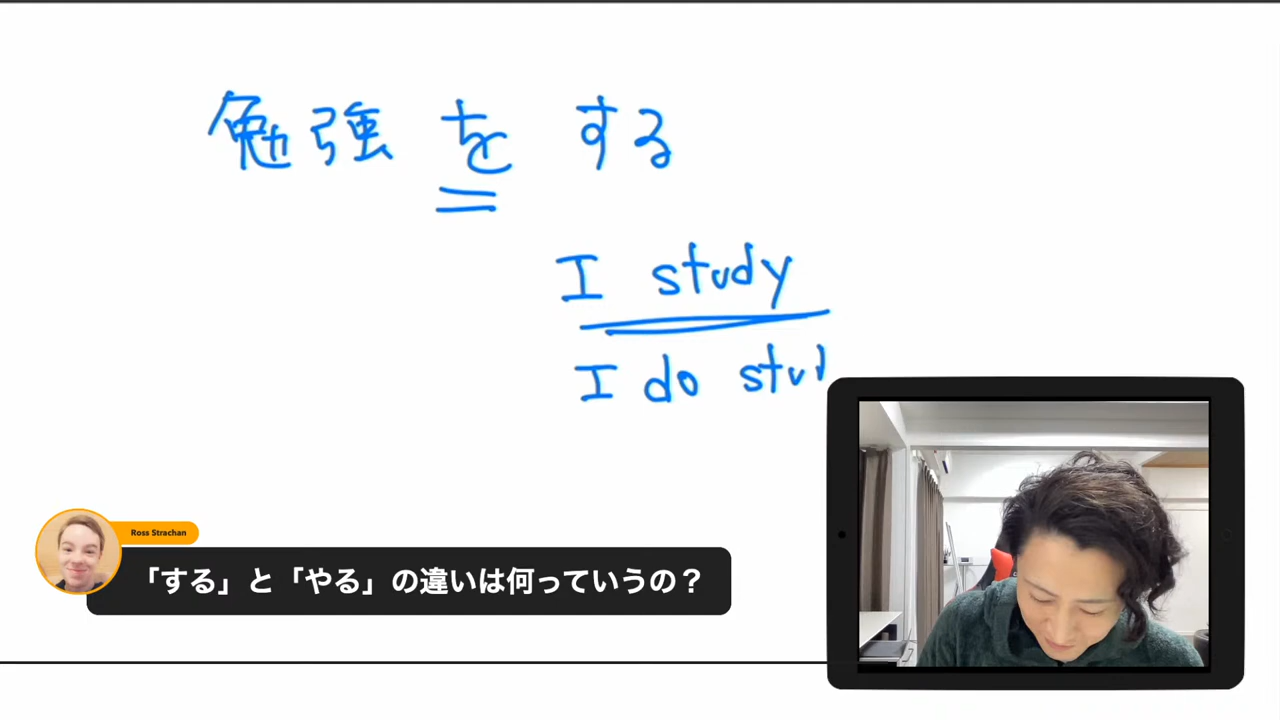 勉強 を する
I study
I do stud
Ross Strachan
「する」と「やる」の違いは何っていうの？